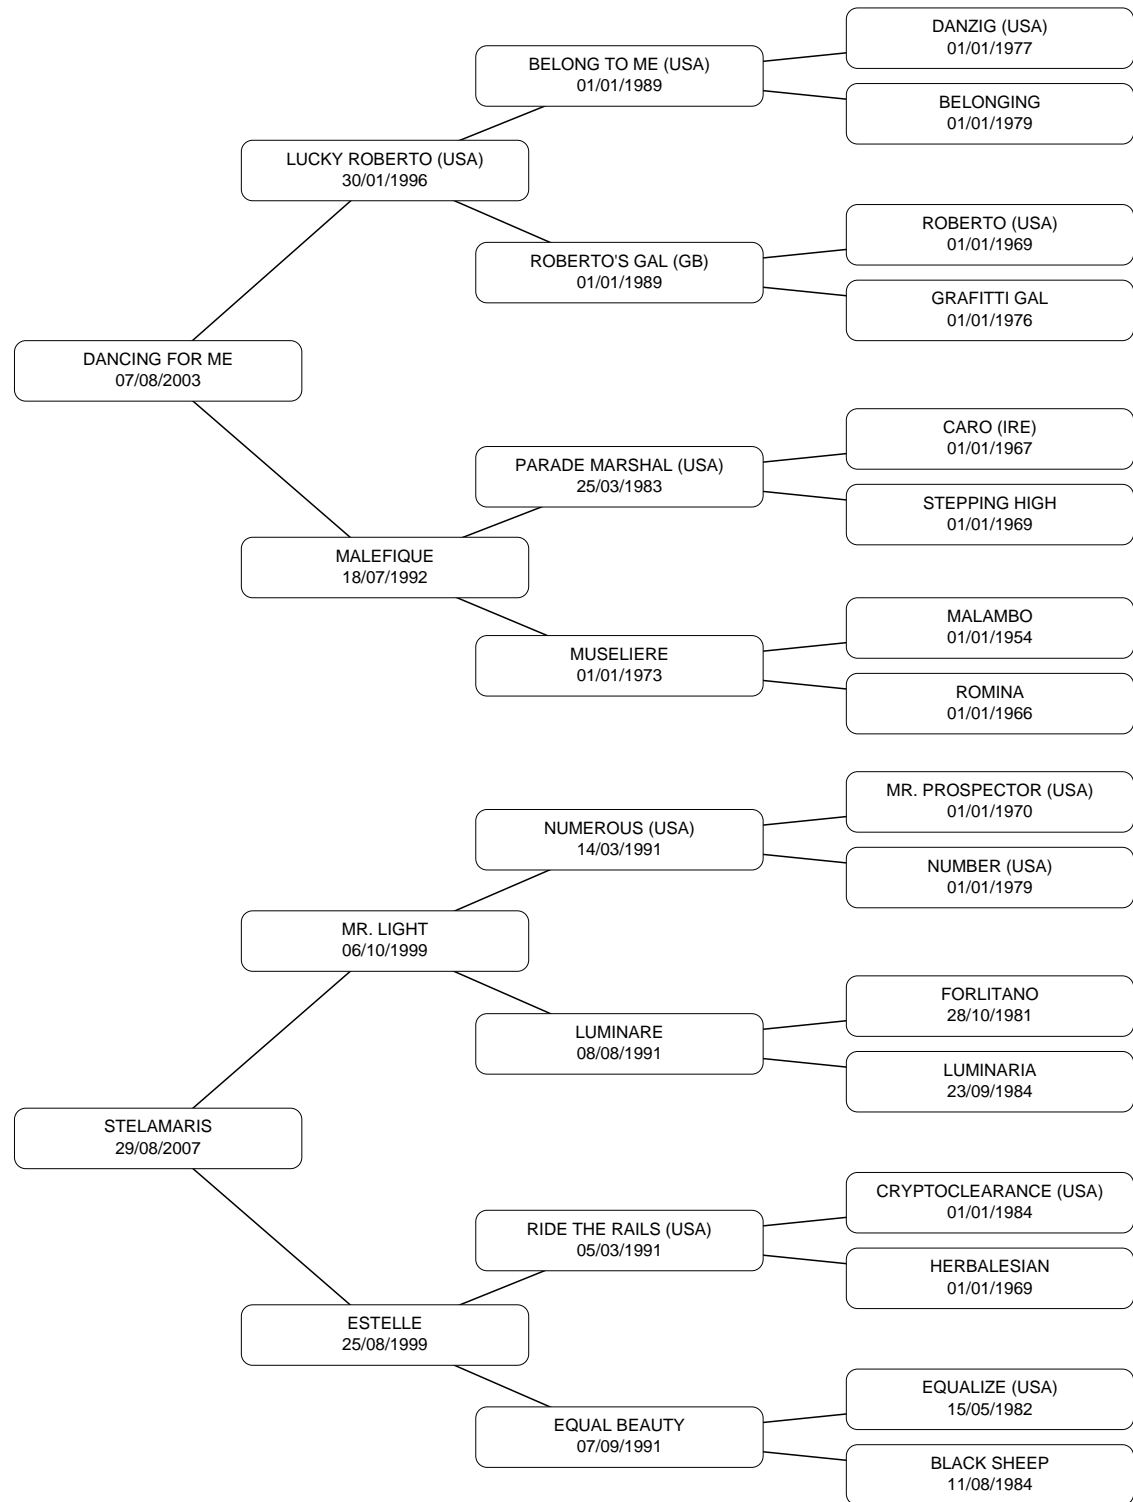 DANZIG (USA)
01/01/1977
BELONG TO ME (USA)
01/01/1989
BELONGING
01/01/1979
LUCKY ROBERTO (USA)
30/01/1996
ROBERTO (USA)
01/01/1969
ROBERTO'S GAL (GB)
01/01/1989
GRAFITTI GAL
01/01/1976
DANCING FOR ME
07/08/2003
CARO (IRE)
01/01/1967
PARADE MARSHAL (USA)
25/03/1983
STEPPING HIGH
01/01/1969
MALEFIQUE
18/07/1992
MALAMBO
01/01/1954
MUSELIERE
01/01/1973
ROMINA
01/01/1966
MR. PROSPECTOR (USA)
01/01/1970
NUMEROUS (USA)
14/03/1991
NUMBER (USA)
01/01/1979
MR. LIGHT
06/10/1999
FORLITANO
28/10/1981
LUMINARE
08/08/1991
LUMINARIA
23/09/1984
STELAMARIS
29/08/2007
CRYPTOCLEARANCE (USA)
01/01/1984
RIDE THE RAILS (USA)
05/03/1991
HERBALESIAN
01/01/1969
ESTELLE
25/08/1999
EQUALIZE (USA)
15/05/1982
EQUAL BEAUTY
07/09/1991
BLACK SHEEP
11/08/1984